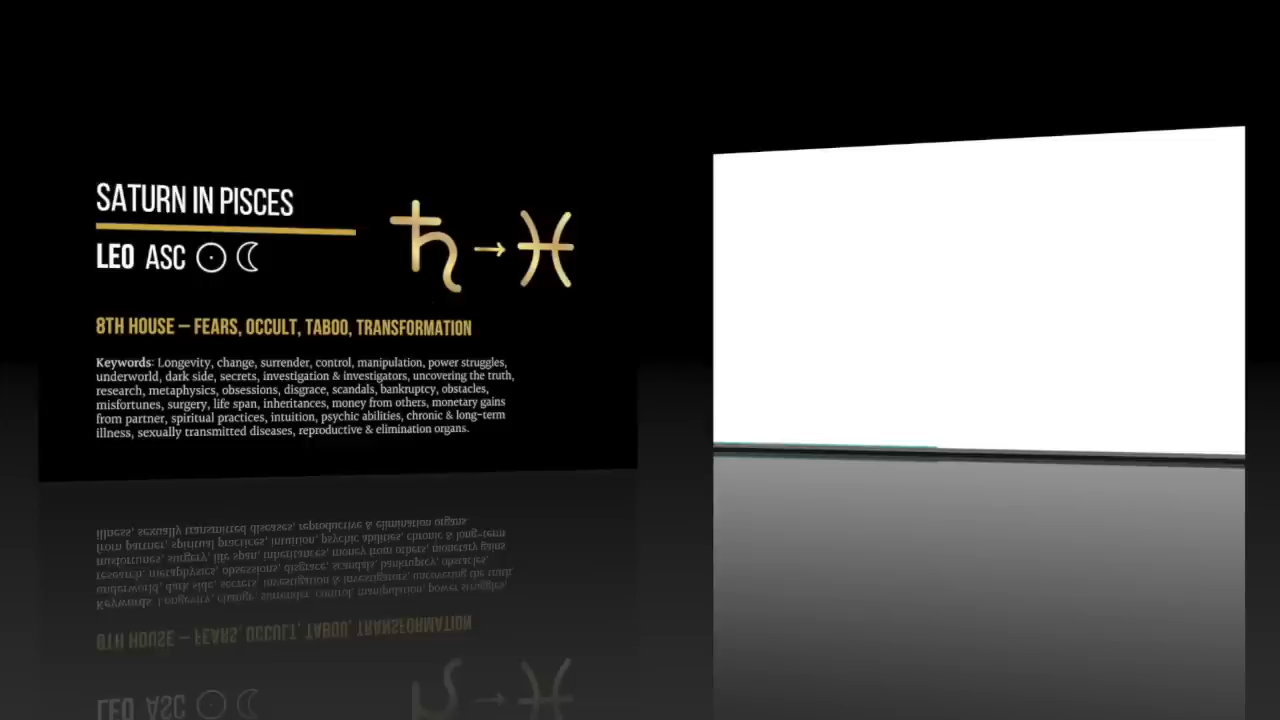 SATURN IN PISCES
LEO ASC
8TH HOUSE – FEARS, OCCULT, TABOO, TRANSFORMATION
Keywords: Longevity, change, surrender, control, manipulation, power struggles,
underworld, dark side, secrets, investigation & investigators, uncovering the truth,
research, metaphysics, obsessions, disgrace, scandals, bankruptcy, obstacles,
misfortunes, surgery, life span, inheritances, money from others, monetary gains
from partner, spiritual practices, intuition, psychic abilities, chronic & long-term
illness, sexually transmitted diseases, reproductive & elimination organs.